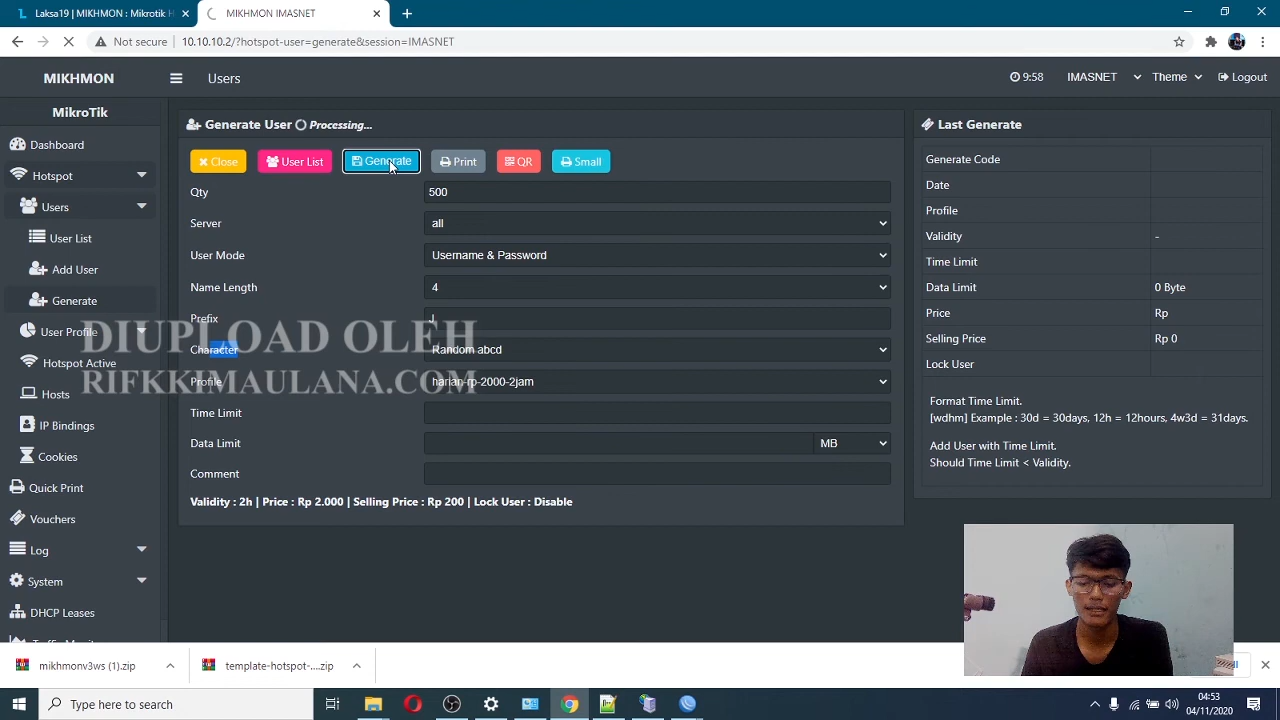 Laksa19 | MIKHMON : Mikrotik H
MIKHMON IMASNET
Not secure
10.10.10.2/?hotspot-user=generate&session=IMASNET
MIKHMON
Users
9:58
IMASNET
Theme
Logout
MikroTik
Dashboard
Hotspot
Users
User List
Add User
Generate
User Profile
Hotspot Active
Hosts
IP Bindings
Cookies
Quick Print
Vouchers
Log
System
DHCP Leases
Generate User Processing...
Close
User List
Generate
Print
QR
Small
Qty 500
Server all
User Mode Username & Password
Name Length 4
Prefix J
Character Random abcd
Profile harian-rp-2000-2jam
Time Limit
Data Limit MB
Comment
Validity : 2h | Price : Rp 2.000 | Selling Price : Rp 200 | Lock User : Disable
Last Generate
Generate Code
Date
Profile
Validity -
Time Limit
Data Limit 0 Byte
Price Rp
Selling Price Rp 0
Lock User
Format Time Limit.
[wdhm] Example : 30d = 30days, 12h = 12hours, 4w3d = 31days.
Add User with Time Limit.
Should Time Limit < Validity.
DIUPLOAD OLEH
RIFKKIMAULANA.COM
mikhmonv3ws (1).zip
template-hotspot-....zip
Type here to search
04:53
04/11/2020